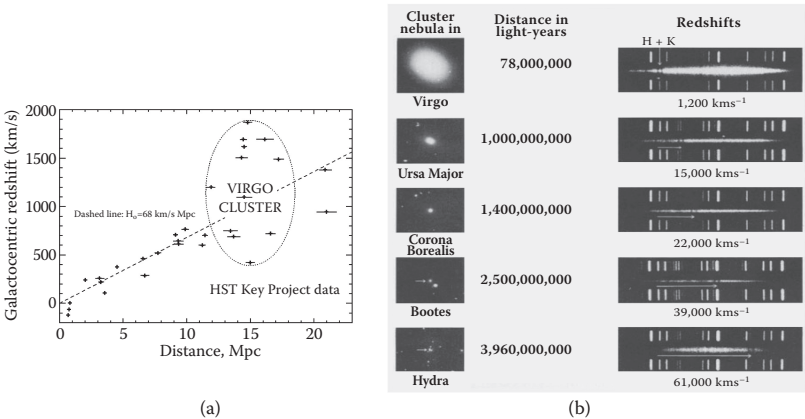 2000
1500
1000
500
0
0
5
10
15
20
Galactocentric redshift (km/s)
Distance, Mpc
VIRGO
CLUSTER
Dashed line: Hₒ=68 km/s Mpc
HST Key Project data
(a)
Cluster
nebula in
Distance in
light-years
Redshifts
H + K
78,000,000
Virgo
1,200 kms⁻¹
1,000,000,000
Ursa Major
15,000 kms⁻¹
1,400,000,000
Corona
Borealis
22,000 kms⁻¹
2,500,000,000
Bootes
39,000 kms⁻¹
3,960,000,000
Hydra
61,000 kms⁻¹
(b)